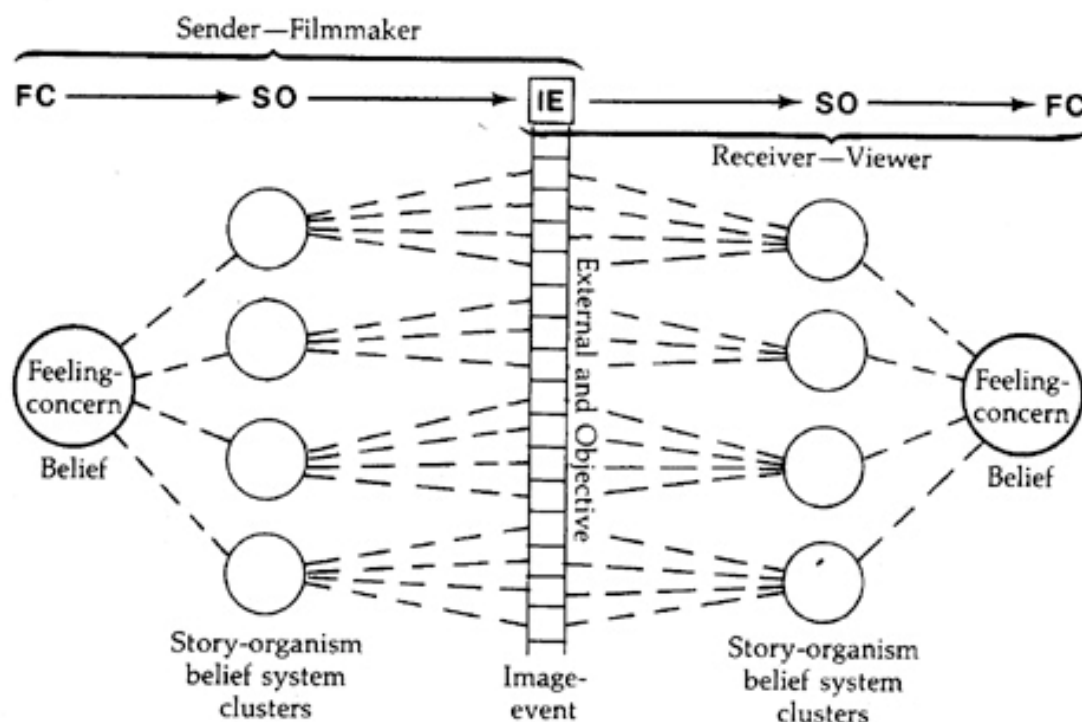 Sender—Filmmaker
FC SO IE SO FC
Receiver—Viewer
External and Objective
Feeling-
concern
Belief
Feeling-
concern
Belief
Story-organism
belief system
clusters
Image-
event
Story-organism
belief system
clusters